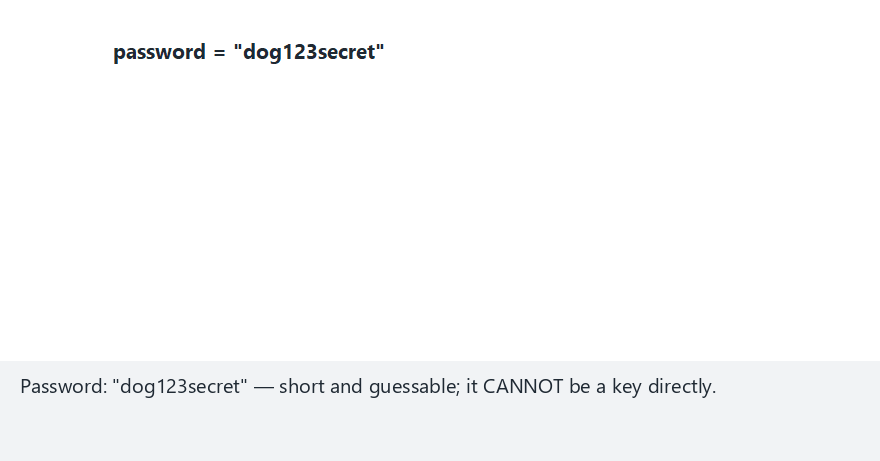 password = "dog123secret"
Password: "dog123secret" — short and guessable; it CANNOT be a key directly.